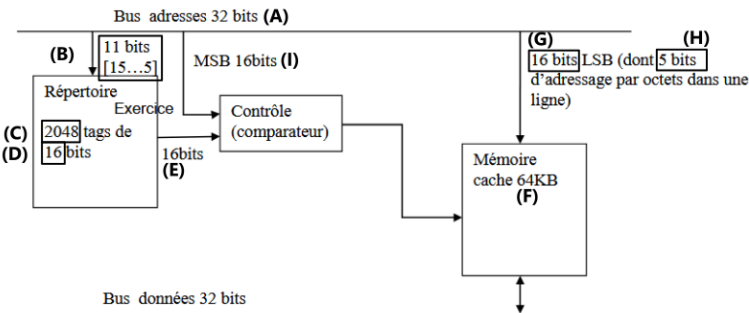 Bus adresses 32 bits (A)
(B)
11 bits
[15...5]
MSB 16bits (I)
(G)
(H)
16 bits LSB (dont 5 bits
d'adressage par octets dans une
ligne)
Répertoire
Exercice
(C) 2048 tags de
(D) 16 bits
16bits
(E)
Contrôle
(comparateur)
Mémoire
cache 64KB
(F)
Bus données 32 bits